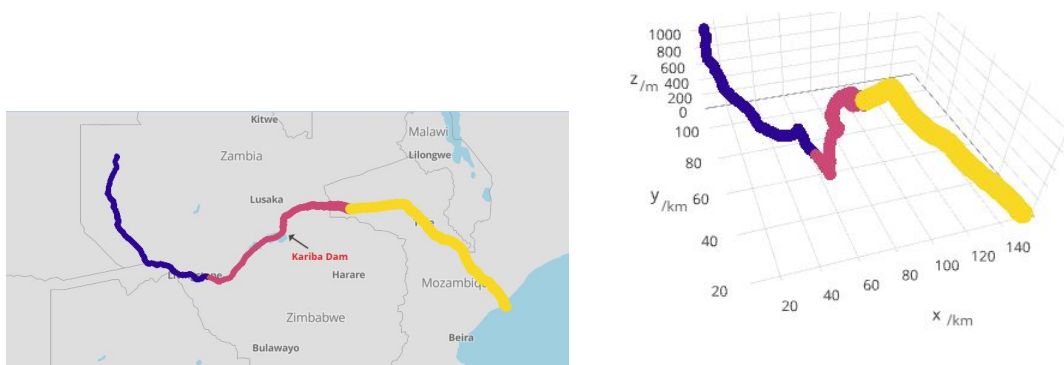 Kitwe
Malawi
Zambia
Lilongwe
Lusaka
Kariba Dam
Harare
Mozambiq
Zimbabwe
Beira
Bulawayo
1000
800
600
400
200
0
z /m
100
80
60
40
20
y /km
20
40
60
80
100
120
140
x /km